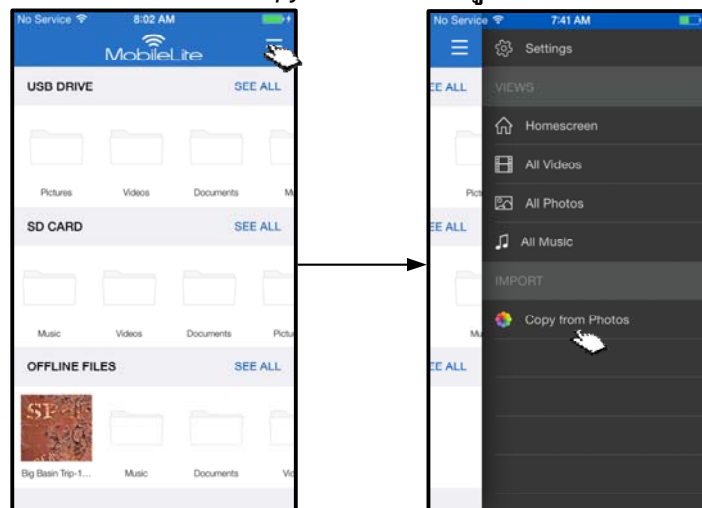 No Service 8:02 AM
MobileLite
USB DRIVE SEE ALL
Pictures Videos Documents
SD CARD SEE ALL
Music Videos Documents Pictu
OFFLINE FILES SEE ALL
Big Basin Trip-1... Music Documents
No Service 7:41 AM
Settings
EE ALL VIEWS
Homescreen
All Videos
All Photos
EE ALL
All Music
IMPORT
Copy from Photos
EE ALL